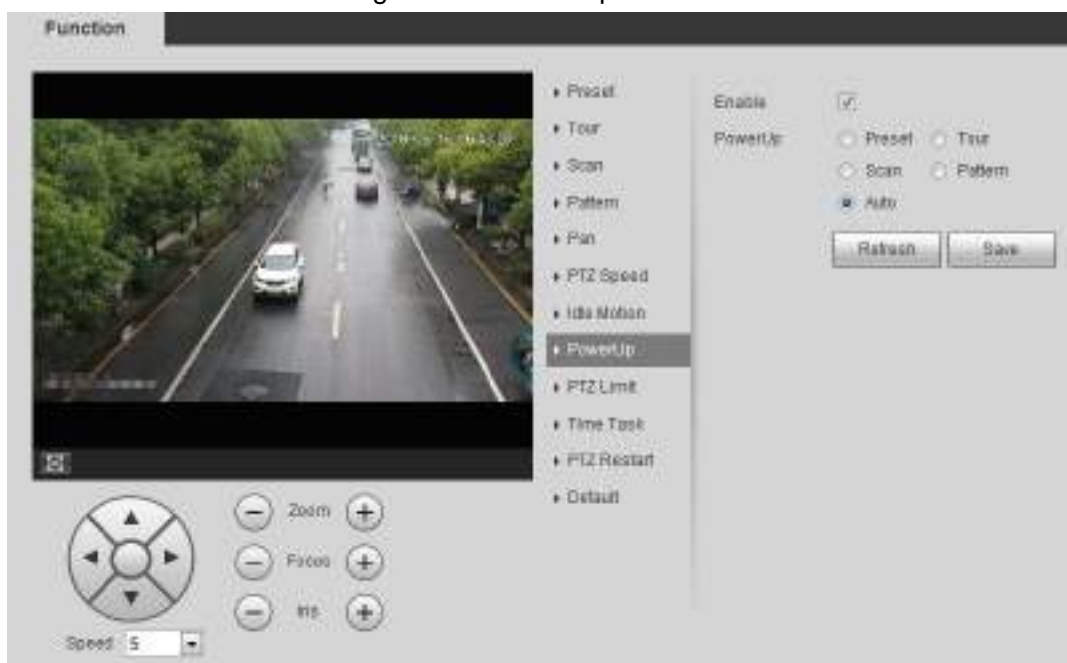 Function
Preset
Tour
Scan
Pattern
Pan
PTZ Speed
Idle Motion
PowerUp
PTZ Limit
Time Task
PTZ Restart
Default
Enable
PowerUp
Preset Tour
Scan Pattern
Auto
Refresh Save
Zoom
Focus
Iris
Speed 5